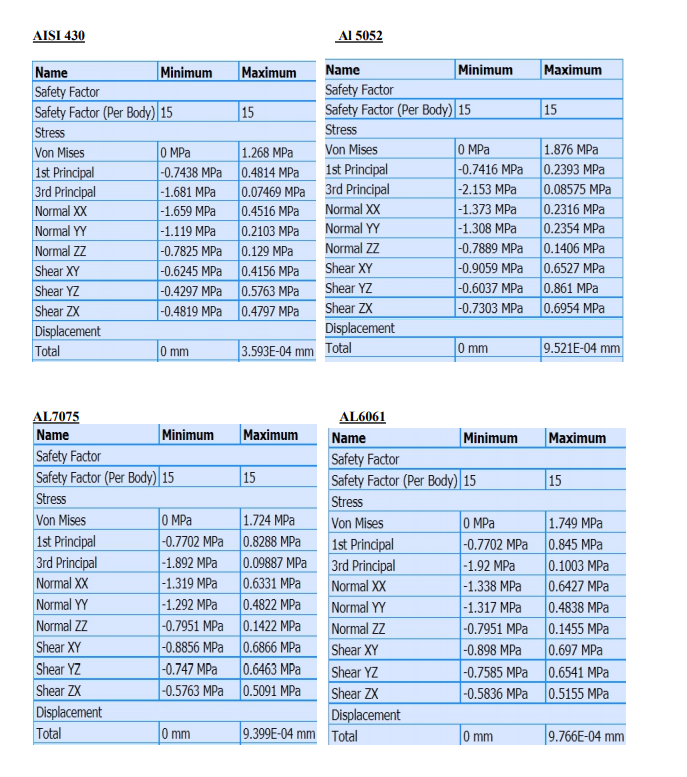 AISI 430
Name Minimum Maximum
Safety Factor
Safety Factor (Per Body) 15 15
Stress
Von Mises 0 MPa 1.268 MPa
1st Principal -0.7438 MPa 0.4814 MPa
3rd Principal -1.681 MPa 0.07469 MPa
Normal XX -1.659 MPa 0.4516 MPa
Normal YY -1.119 MPa 0.2103 MPa
Normal ZZ -0.7825 MPa 0.129 MPa
Shear XY -0.6245 MPa 0.4156 MPa
Shear YZ -0.4297 MPa 0.5763 MPa
Shear ZX -0.4819 MPa 0.4797 MPa
Displacement
Total 0 mm 3.593E-04 mm
Al 5052
Name Minimum Maximum
Safety Factor
Safety Factor (Per Body) 15 15
Stress
Von Mises 0 MPa 1.876 MPa
1st Principal -0.7416 MPa 0.2393 MPa
3rd Principal -2.153 MPa 0.08575 MPa
Normal XX -1.373 MPa 0.2316 MPa
Normal YY -1.308 MPa 0.2354 MPa
Normal ZZ -0.7889 MPa 0.1406 MPa
Shear XY -0.9059 MPa 0.6527 MPa
Shear YZ -0.6037 MPa 0.861 MPa
Shear ZX -0.7303 MPa 0.6954 MPa
Displacement
Total 0 mm 9.521E-04 mm
AL7075
Name Minimum Maximum
Safety Factor
Safety Factor (Per Body) 15 15
Stress
Von Mises 0 MPa 1.724 MPa
1st Principal -0.7702 MPa 0.8288 MPa
3rd Principal -1.892 MPa 0.09887 MPa
Normal XX -1.319 MPa 0.6331 MPa
Normal YY -1.292 MPa 0.4822 MPa
Normal ZZ -0.7951 MPa 0.1422 MPa
Shear XY -0.8856 MPa 0.6866 MPa
Shear YZ -0.747 MPa 0.6463 MPa
Shear ZX -0.5763 MPa 0.5091 MPa
Displacement
Total 0 mm 9.399E-04 mm
AL6061
Name Minimum Maximum
Safety Factor
Safety Factor (Per Body) 15 15
Stress
Von Mises 0 MPa 1.749 MPa
1st Principal -0.7702 MPa 0.845 MPa
3rd Principal -1.92 MPa 0.1003 MPa
Normal XX -1.338 MPa 0.6427 MPa
Normal YY -1.317 MPa 0.4838 MPa
Normal ZZ -0.7951 MPa 0.1455 MPa
Shear XY -0.898 MPa 0.697 MPa
Shear YZ -0.7585 MPa 0.6541 MPa
Shear ZX -0.5836 MPa 0.5155 MPa
Displacement
Total 0 mm 9.766E-04 mm